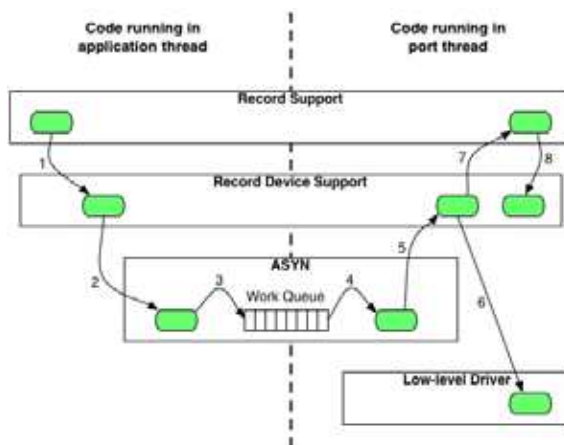 Code running in
application thread
Code running in
port thread
Record Support
1
7
8
Record Device Support
2
5
6
ASYN
3
4
Work Queue
Low-level Driver